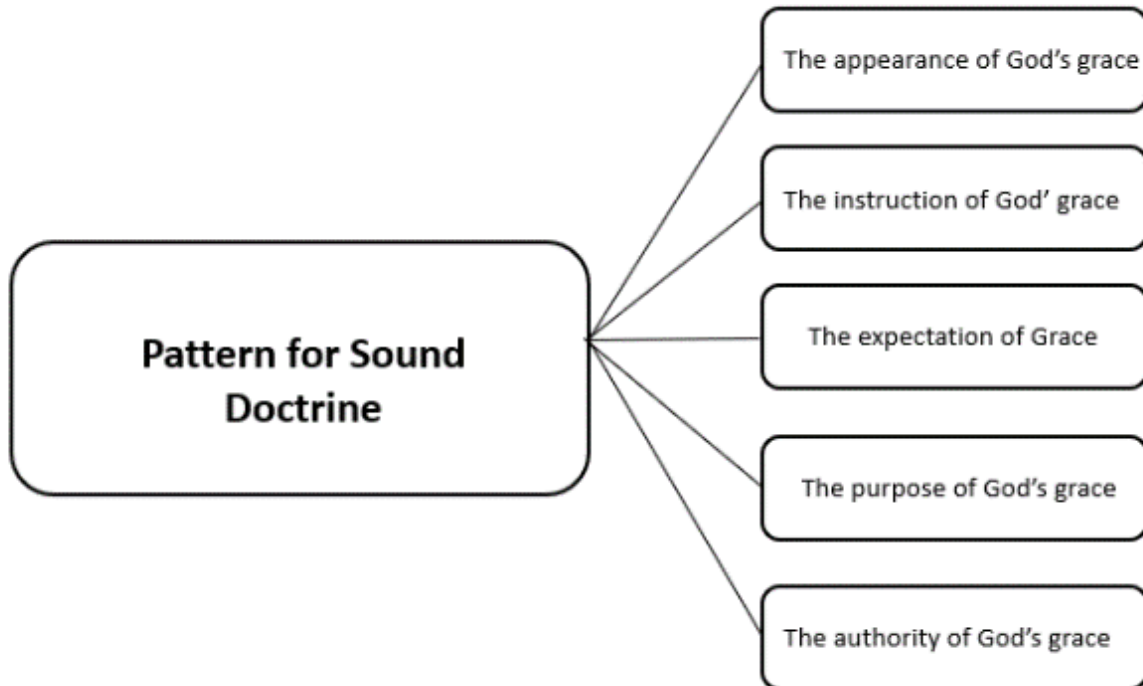 Pattern for Sound
Doctrine
The appearance of God’s grace
The instruction of God’ grace
The expectation of Grace
The purpose of God’s grace
The authority of God’s grace